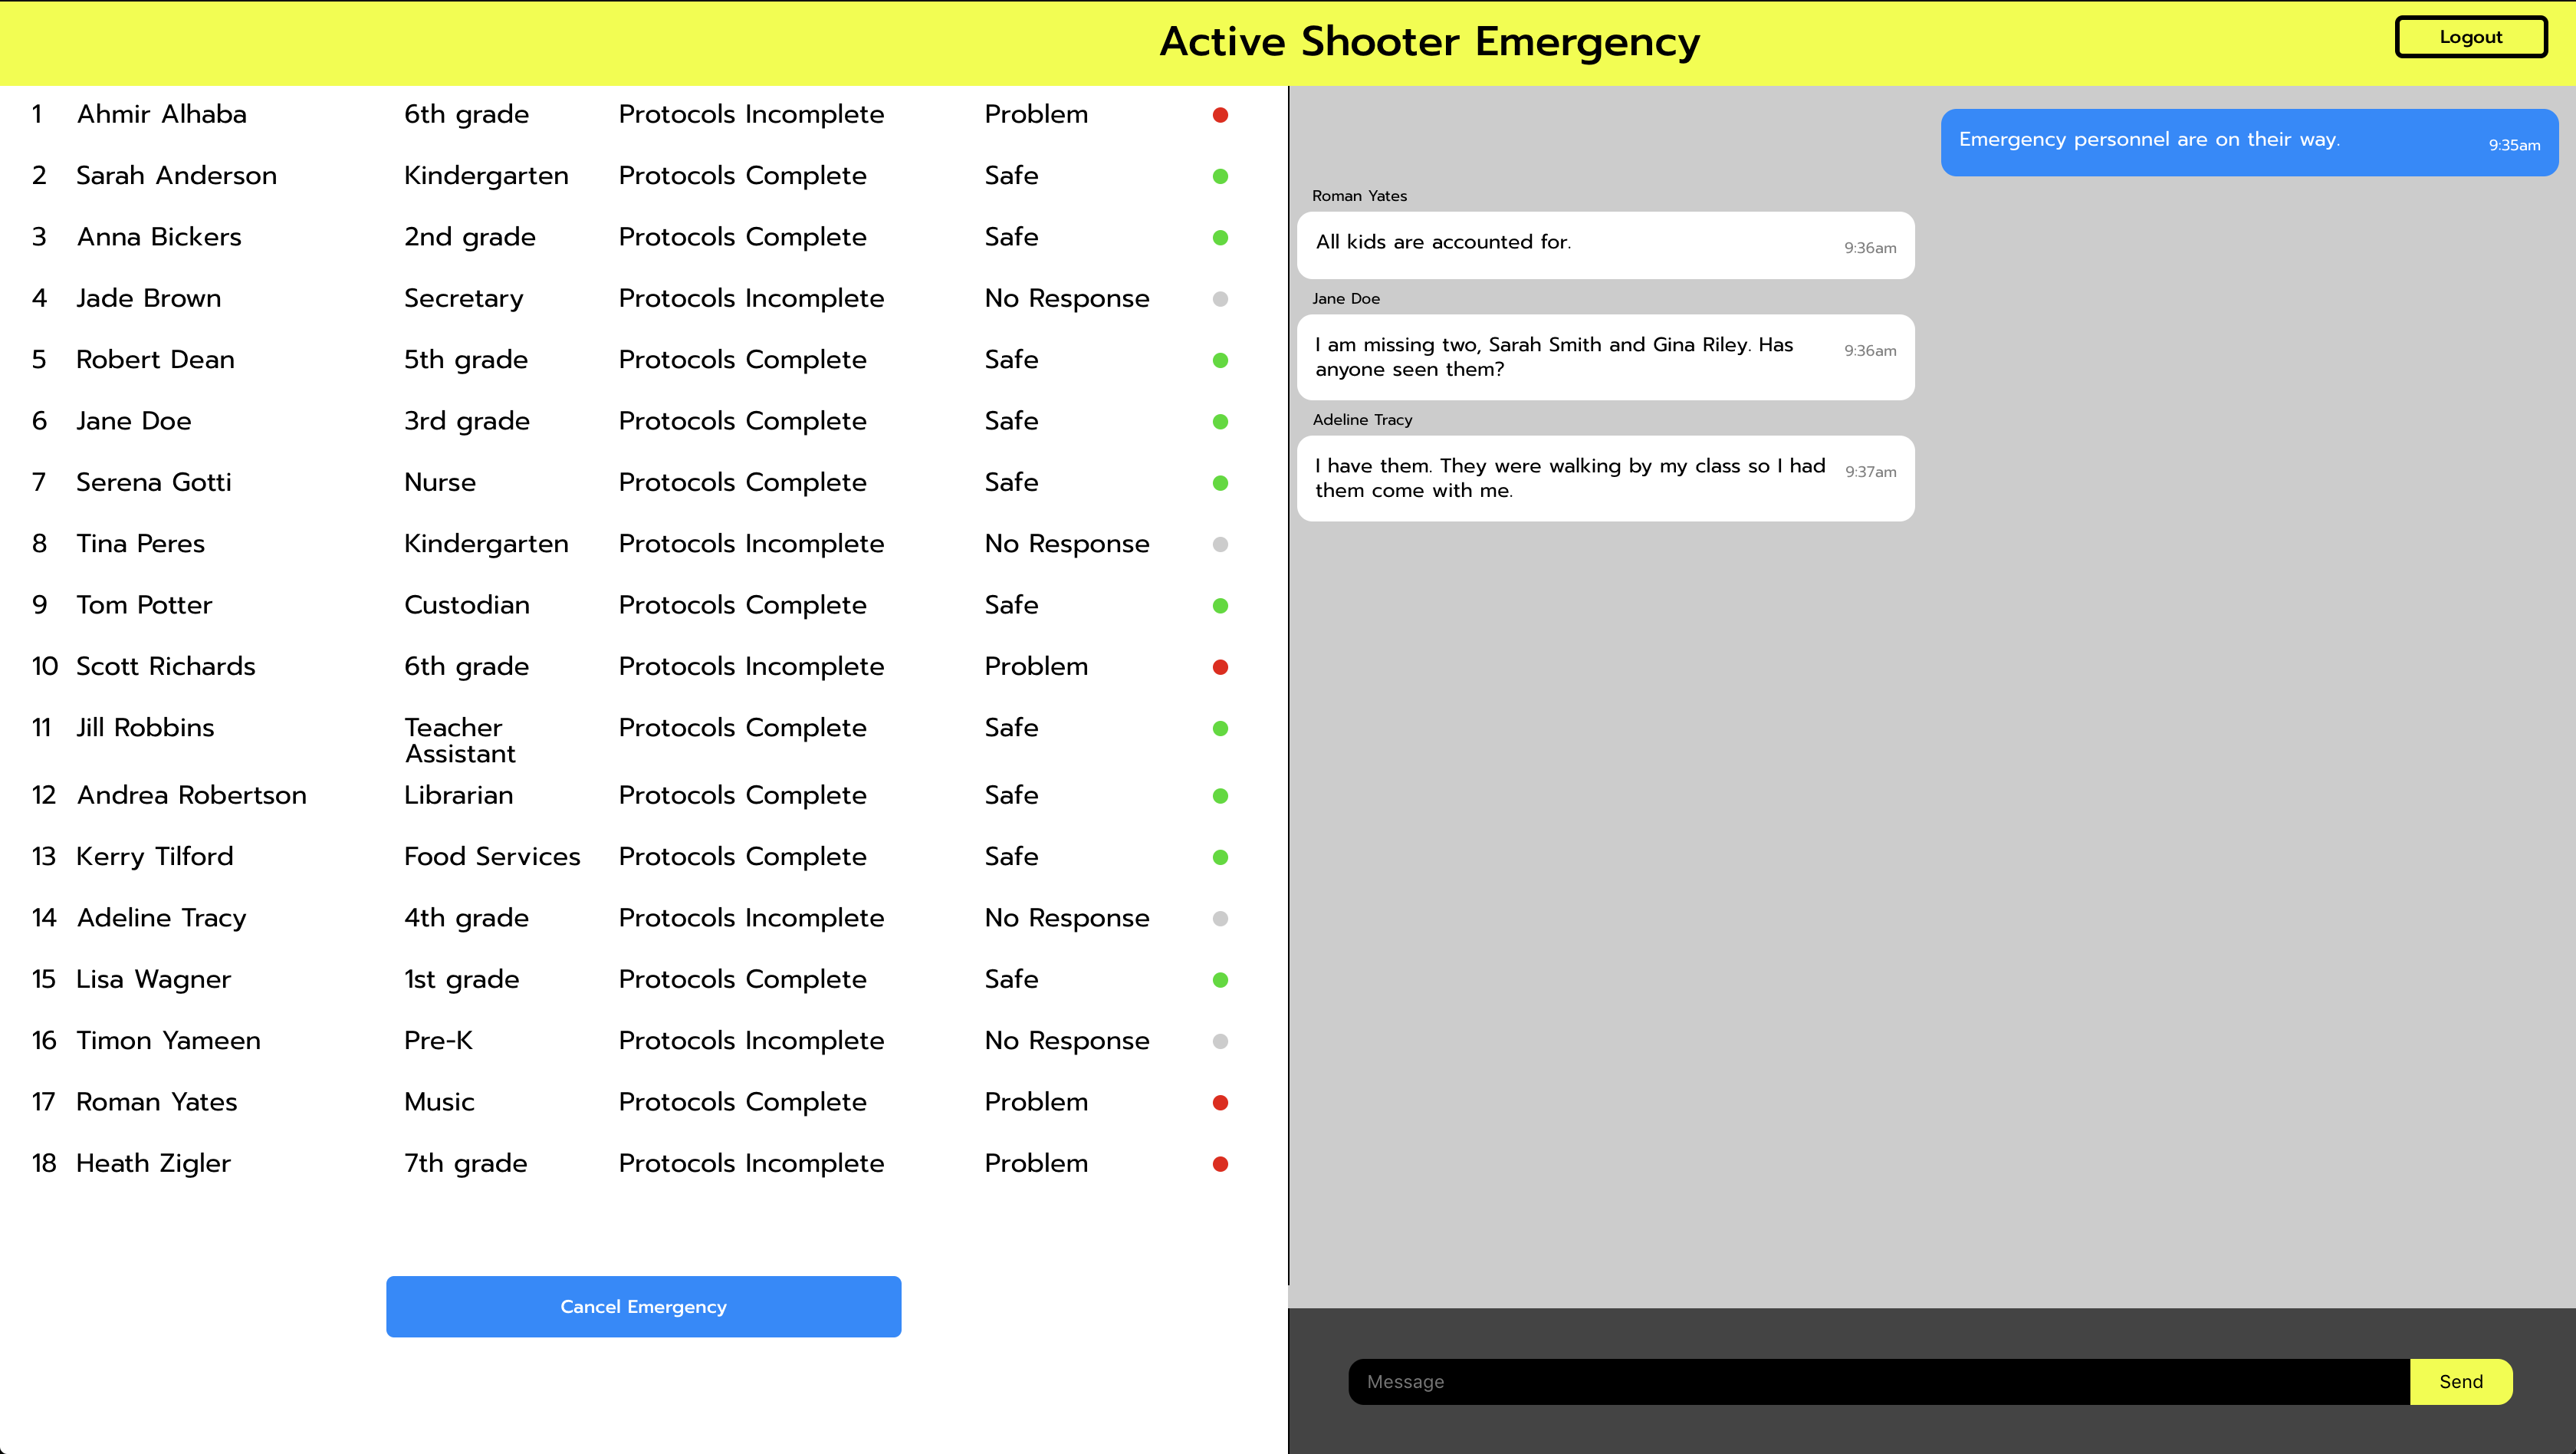 Active Shooter Emergency
Logout
1 Ahmir Alhaba 6th grade Protocols Incomplete Problem
2 Sarah Anderson Kindergarten Protocols Complete Safe
3 Anna Bickers 2nd grade Protocols Complete Safe
4 Jade Brown Secretary Protocols Incomplete No Response
5 Robert Dean 5th grade Protocols Complete Safe
6 Jane Doe 3rd grade Protocols Complete Safe
7 Serena Gotti Nurse Protocols Complete Safe
8 Tina Peres Kindergarten Protocols Incomplete No Response
9 Tom Potter Custodian Protocols Complete Safe
10 Scott Richards 6th grade Protocols Incomplete Problem
11 Jill Robbins Teacher Protocols Complete Safe
Assistant
12 Andrea Robertson Librarian Protocols Complete Safe
13 Kerry Tilford Food Services Protocols Complete Safe
14 Adeline Tracy 4th grade Protocols Incomplete No Response
15 Lisa Wagner 1st grade Protocols Complete Safe
16 Timon Yameen Pre-K Protocols Incomplete No Response
17 Roman Yates Music Protocols Complete Problem
18 Heath Zigler 7th grade Protocols Incomplete Problem
Cancel Emergency
Emergency personnel are on their way. 9:35am
Roman Yates
All kids are accounted for. 9:36am
Jane Doe
I am missing two, Sarah Smith and Gina Riley. Has 9:36am
anyone seen them?
Adeline Tracy
I have them. They were walking by my class so I had 9:37am
them come with me.
Message
Send